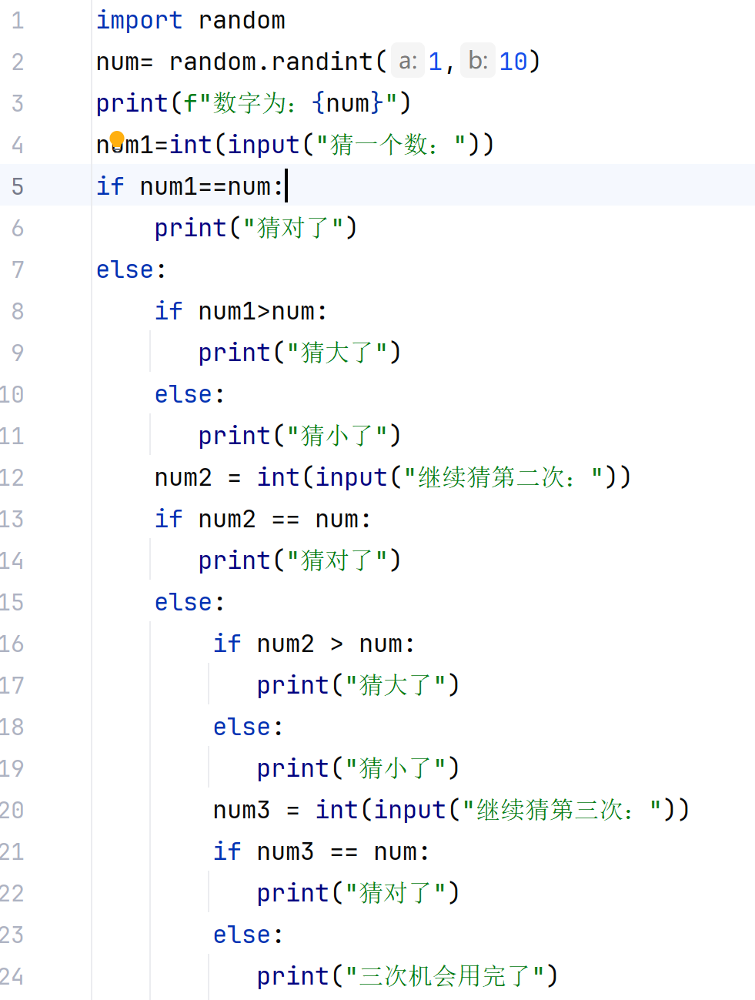 1 import random
2 num= random.randint( a: 1, b: 10)
3 print(f"数字为：{num}")
4 num1=int(input("猜一个数："))
5 if num1==num:
6     print("猜对了")
7 else:
8     if num1>num:
9        print("猜大了")
10     else:
11        print("猜小了")
12     num2 = int(input("继续猜第二次："))
13     if num2 == num:
14        print("猜对了")
15     else:
16         if num2 > num:
17            print("猜大了")
18         else:
19            print("猜小了")
20         num3 = int(input("继续猜第三次："))
21         if num3 == num:
22            print("猜对了")
23         else:
24            print("三次机会用完了")